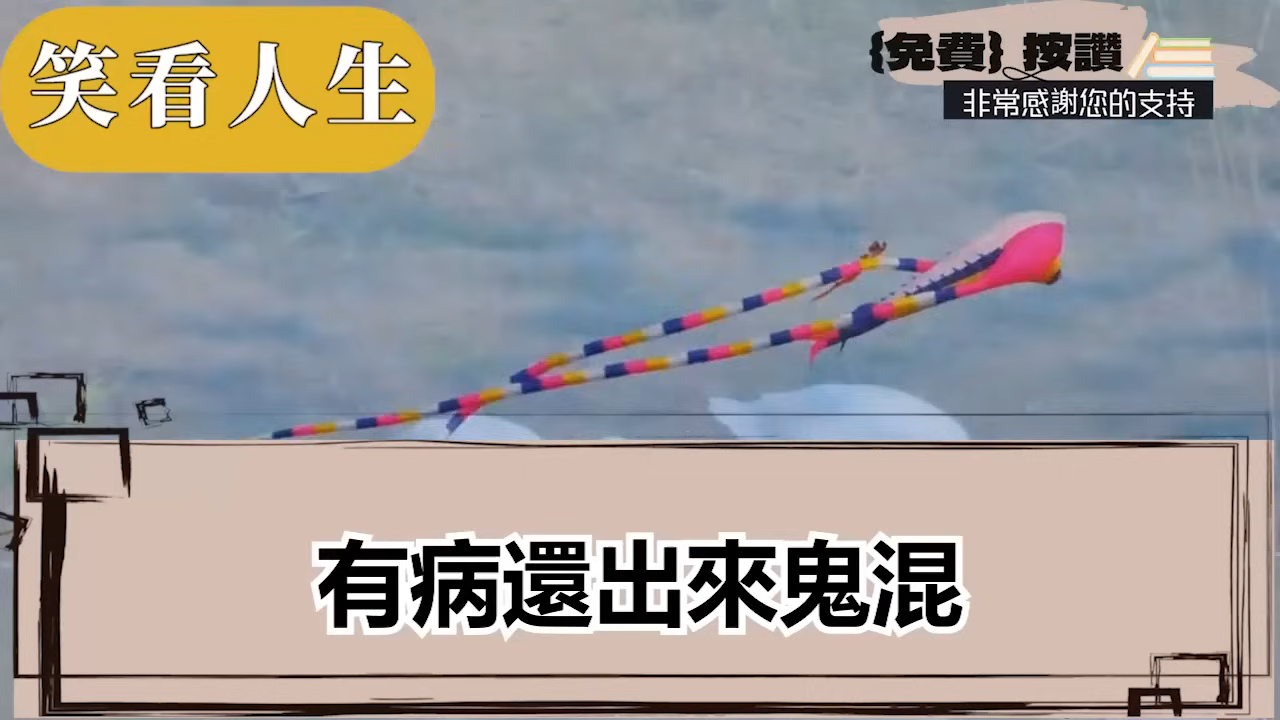 笑看人生
{免費} 按讚
非常感謝您的支持
有病還出來鬼混